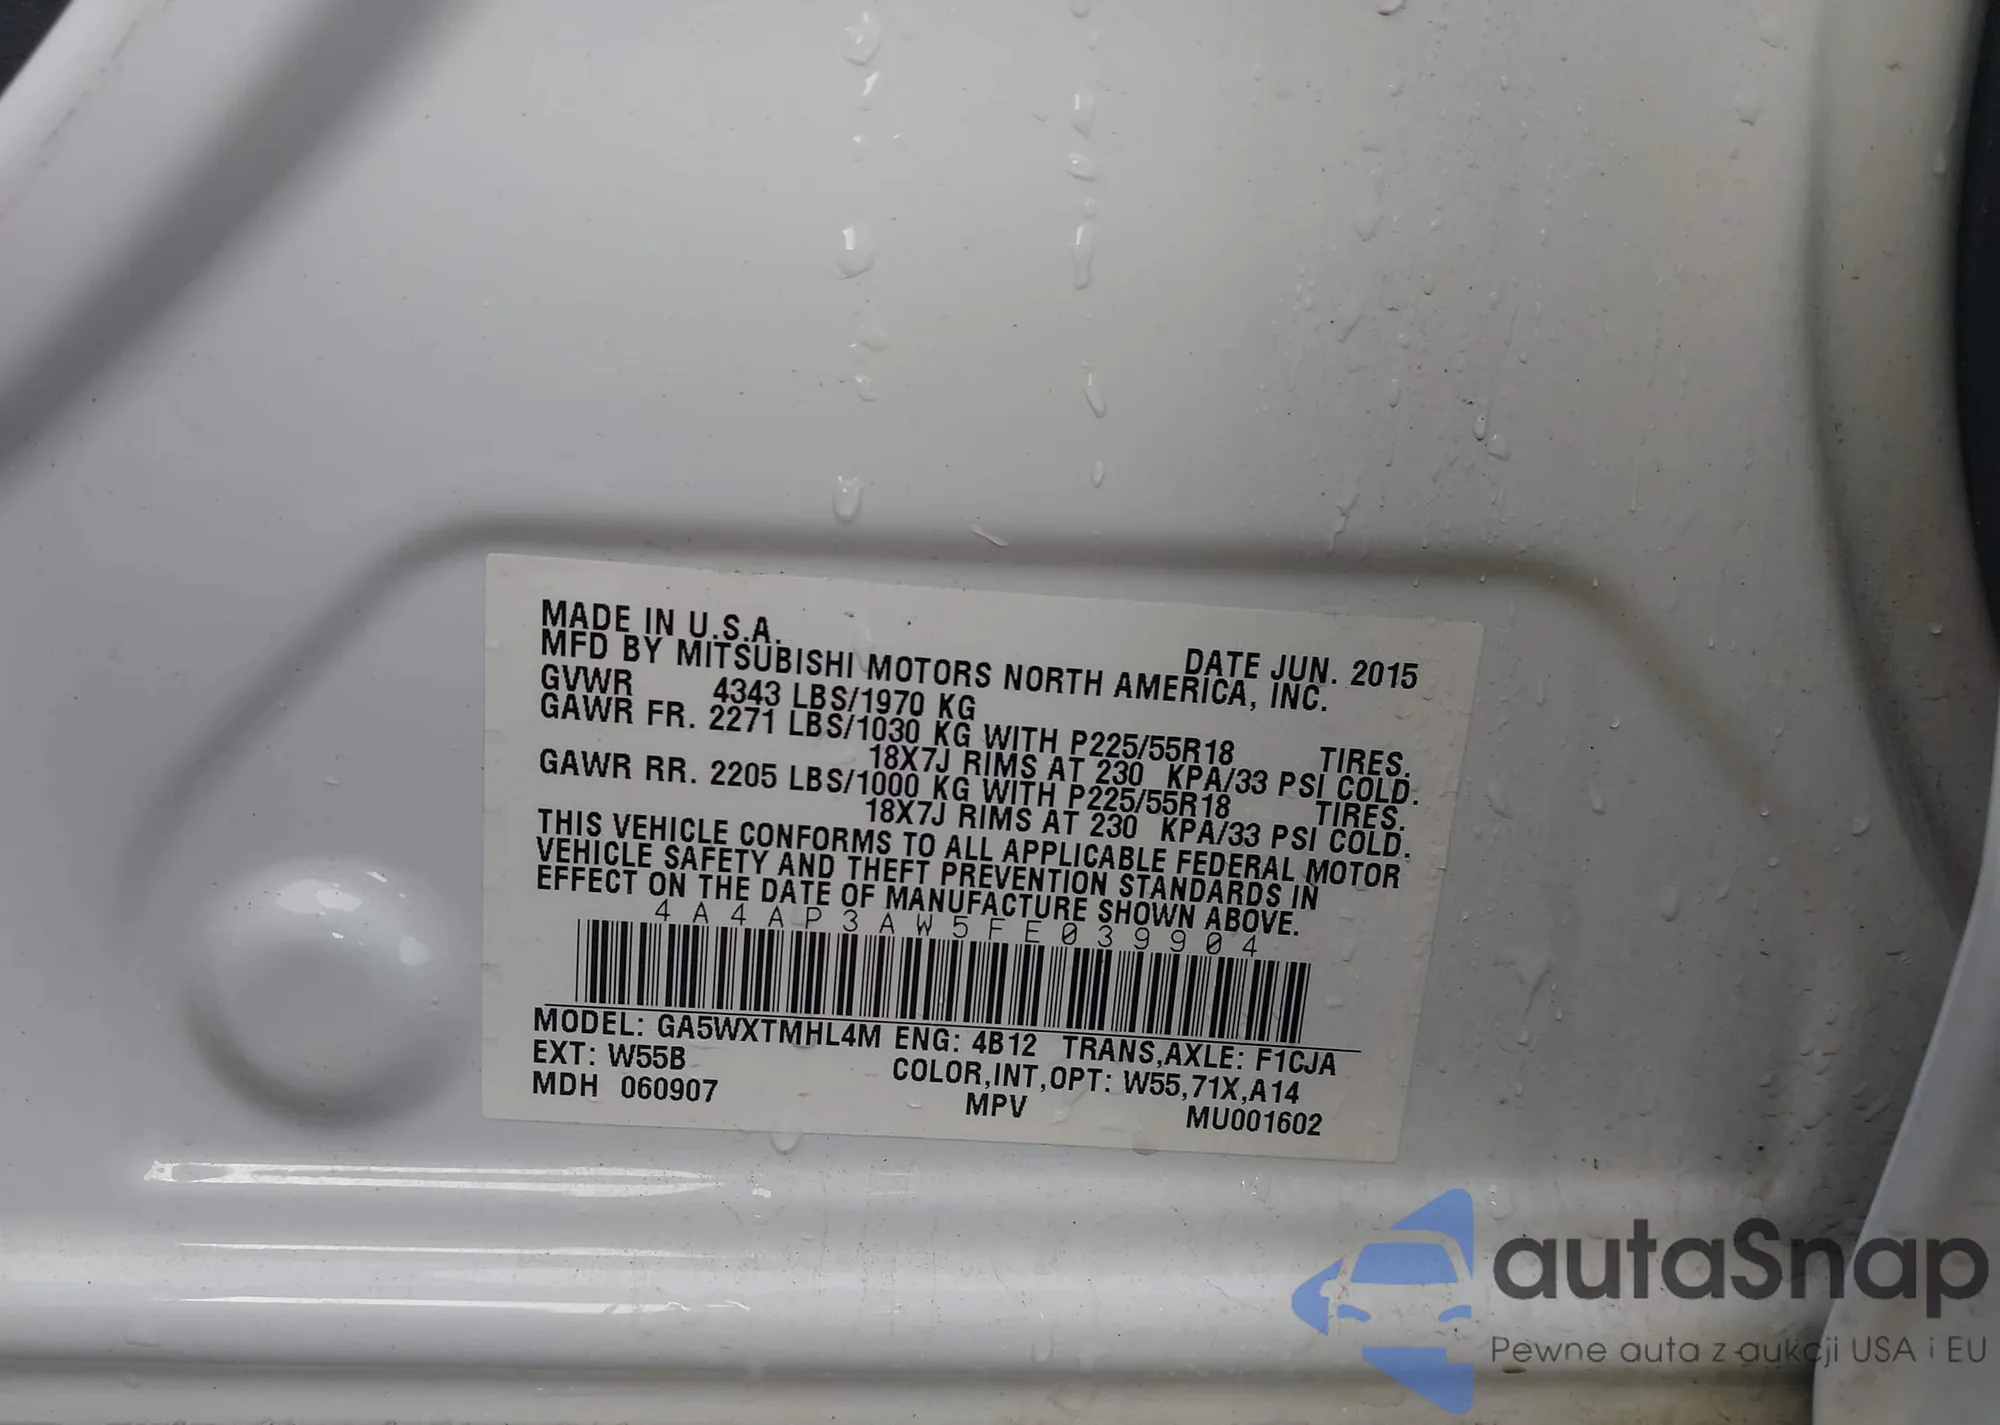 MADE IN U.S.A.
DATE JUN. 2015
MFD BY MITSUBISHI MOTORS NORTH AMERICA, INC.
GVWR 4343 LBS/1970 KG
GAWR FR. 2271 LBS/1030 KG WITH P225/55R18 TIRES.
18X7J RIMS AT 230 KPA/33 PSI COLD.
GAWR RR. 2205 LBS/1000 KG WITH P225/55R18 TIRES.
18X7J RIMS AT 230 KPA/33 PSI COLD.
THIS VEHICLE CONFORMS TO ALL APPLICABLE FEDERAL MOTOR
VEHICLE SAFETY AND THEFT PREVENTION STANDARDS IN
EFFECT ON THE DATE OF MANUFACTURE SHOWN ABOVE.
4A4AP3AW5FE039904
MODEL: GA5WXTMHL4M ENG: 4B12 TRANS,AXLE: F1CJA
EXT: W55B COLOR,INT,OPT: W55,71X,A14
MDH 060907 MPV MU001602
autaSnap
Pewne auta z aukcji USA i EU